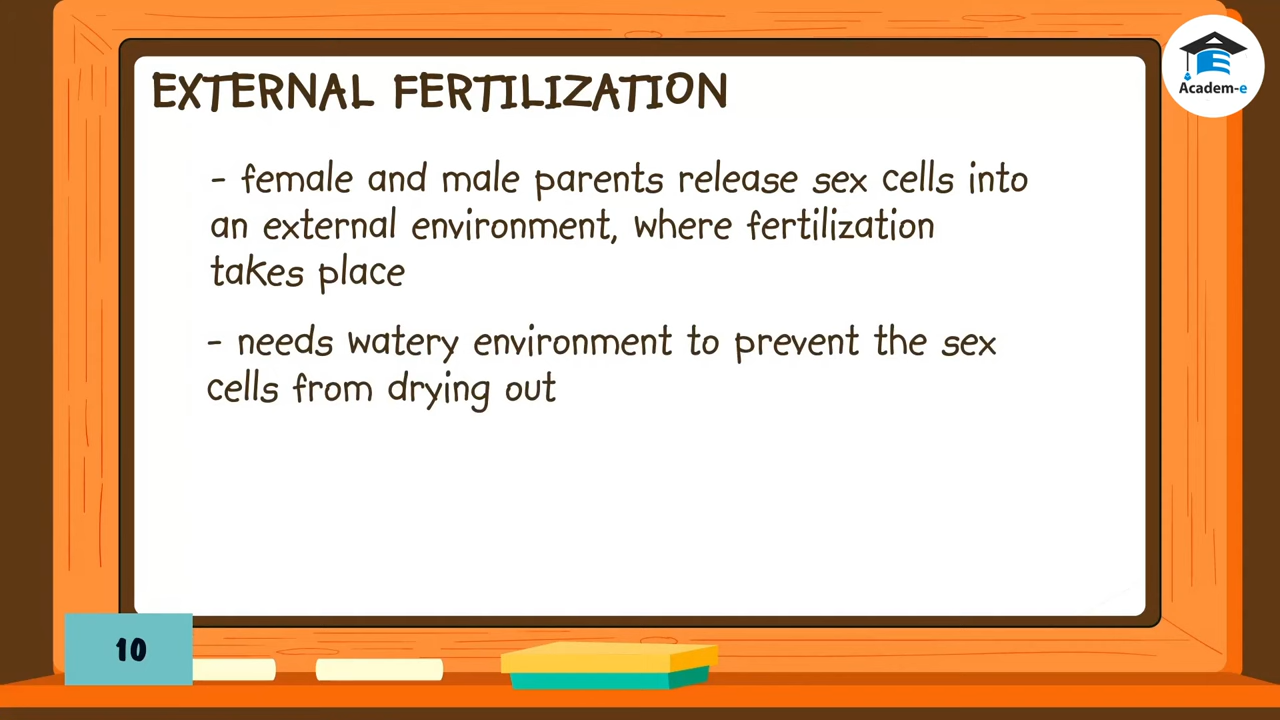 EXTERNAL FERTILIZATION
Academ-e
- female and male parents release sex cells into
an external environment, where fertilization
takes place
- needs watery environment to prevent the sex
cells from drying out
10